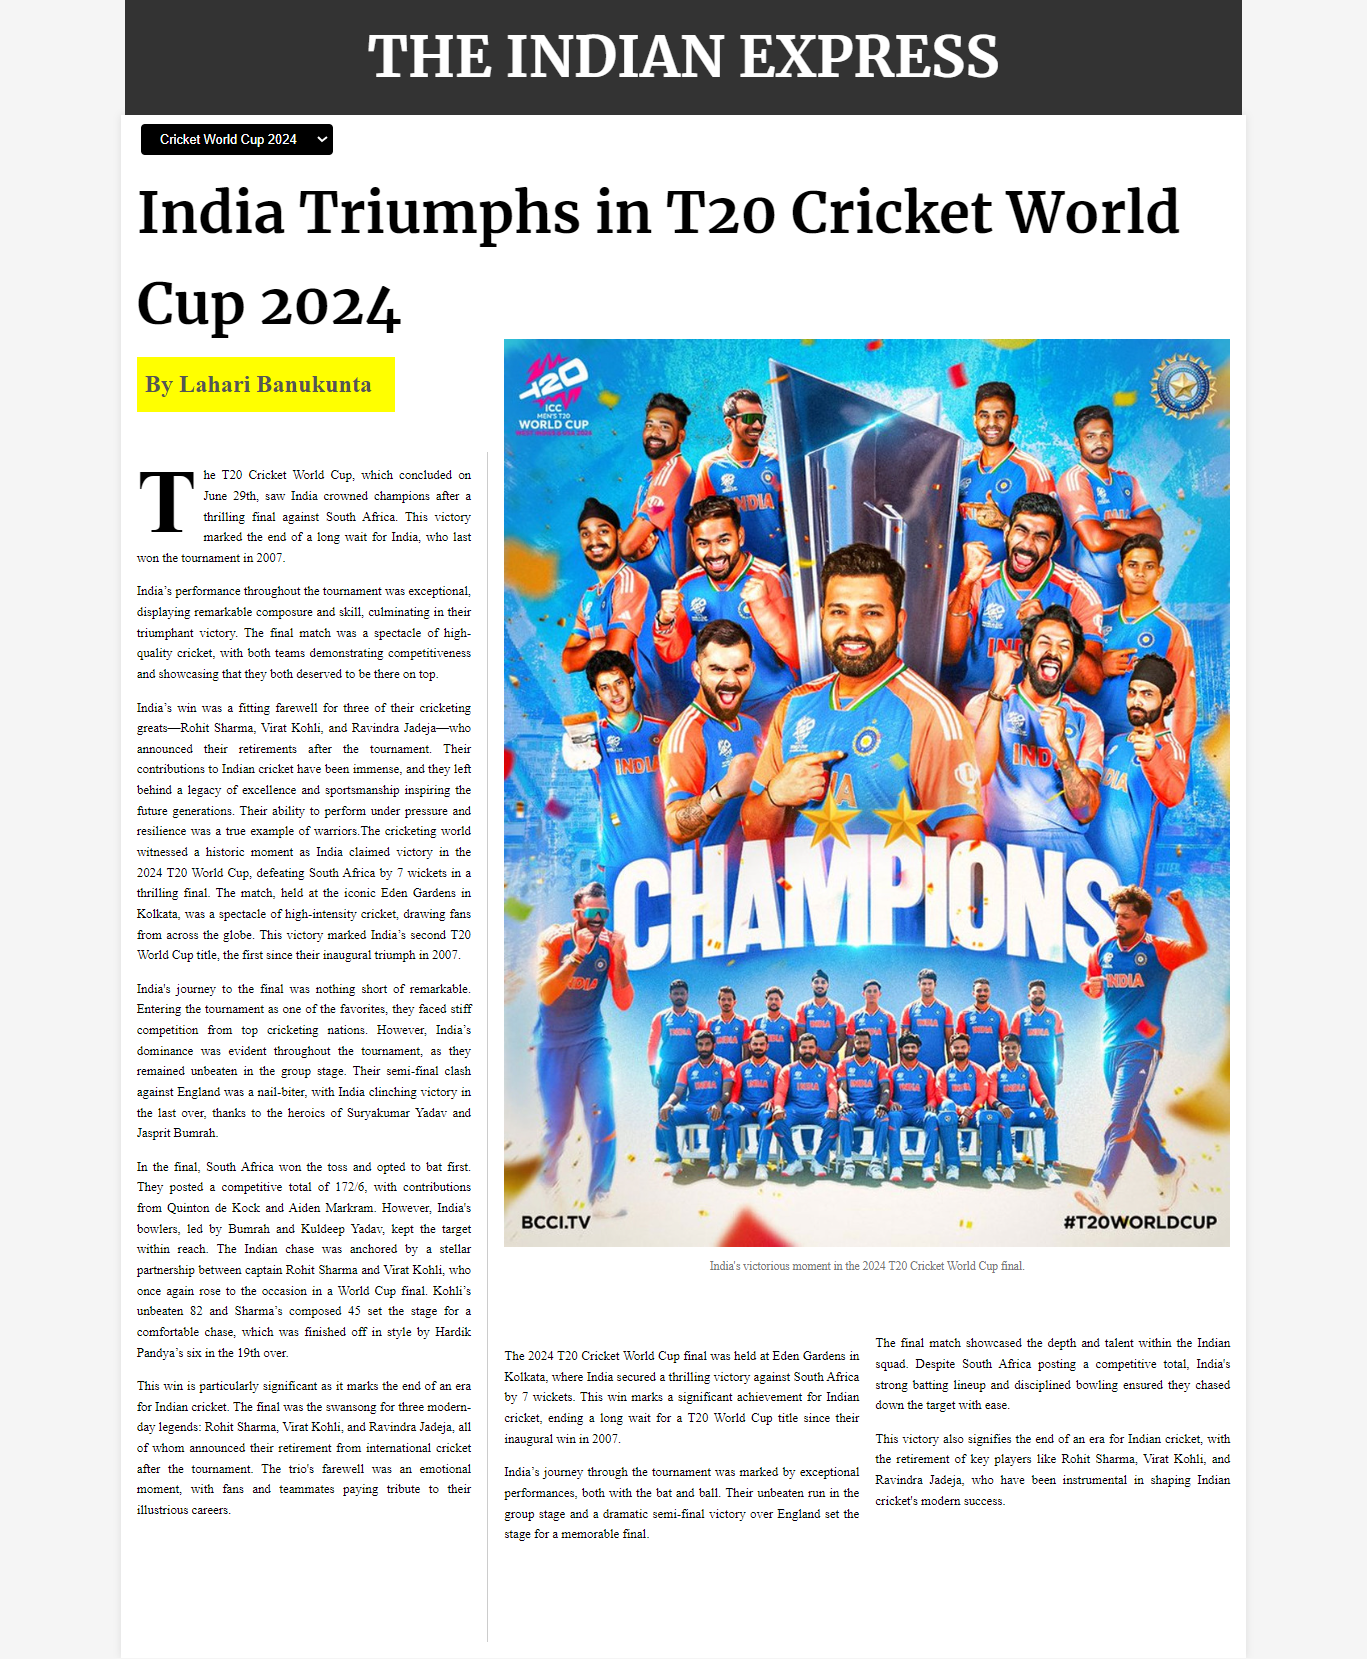 THE INDIAN EXPRESS
Cricket World Cup 2024
India Triumphs in T20 Cricket World
Cup 2024
By Lahari Banukunta
The T20 Cricket World Cup, which concluded on
June 29th, saw India crowned champions after a
thrilling final against South Africa. This victory
marked the end of a long wait for India, who last
won the tournament in 2007.
India’s performance throughout the tournament was exceptional,
displaying remarkable composure and skill, culminating in their
triumphant victory. The final match was a spectacle of high-
quality cricket, with both teams demonstrating competitiveness
and showcasing that they both deserved to be there on top.
India’s win was a fitting farewell for three of their cricketing
greats—Rohit Sharma, Virat Kohli, and Ravindra Jadeja—who
announced their retirements after the tournament. Their
contributions to Indian cricket have been immense, and they left
behind a legacy of excellence and sportsmanship inspiring the
future generations. Their ability to perform under pressure and
resilience was a true example of warriors.The cricketing world
witnessed a historic moment as India claimed victory in the
2024 T20 World Cup, defeating South Africa by 7 wickets in a
thrilling final. The match, held at the iconic Eden Gardens in
Kolkata, was a spectacle of high-intensity cricket, drawing fans
from across the globe. This victory marked India’s second T20
World Cup title, the first since their inaugural triumph in 2007.
India's journey to the final was nothing short of remarkable.
Entering the tournament as one of the favorites, they faced stiff
competition from top cricketing nations. However, India’s
dominance was evident throughout the tournament, as they
remained unbeaten in the group stage. Their semi-final clash
against England was a nail-biter, with India clinching victory in
the last over, thanks to the heroics of Suryakumar Yadav and
Jasprit Bumrah.
In the final, South Africa won the toss and opted to bat first.
They posted a competitive total of 172/6, with contributions
from Quinton de Kock and Aiden Markram. However, India's
bowlers, led by Bumrah and Kuldeep Yadav, kept the target
within reach. The Indian chase was anchored by a stellar
partnership between captain Rohit Sharma and Virat Kohli, who
once again rose to the occasion in a World Cup final. Kohli’s
unbeaten 82 and Sharma’s composed 45 set the stage for a
comfortable chase, which was finished off in style by Hardik
Pandya’s six in the 19th over.
This win is particularly significant as it marks the end of an era
for Indian cricket. The final was the swansong for three modern-
day legends: Rohit Sharma, Virat Kohli, and Ravindra Jadeja, all
of whom announced their retirement from international cricket
after the tournament. The trio's farewell was an emotional
moment, with fans and teammates paying tribute to their
illustrious careers.
T20
ICC
MEN'S T20
WORLD CUP
INDIA
INDIA
INDIA
CHAMPIONS
INDIA
INDIA
BCCI.TV
#T20WORLDCUP
India's victorious moment in the 2024 T20 Cricket World Cup final.
The 2024 T20 Cricket World Cup final was held at Eden Gardens in
Kolkata, where India secured a thrilling victory against South Africa
by 7 wickets. This win marks a significant achievement for Indian
cricket, ending a long wait for a T20 World Cup title since their
inaugural win in 2007.
India’s journey through the tournament was marked by exceptional
performances, both with the bat and ball. Their unbeaten run in the
group stage and a dramatic semi-final victory over England set the
stage for a memorable final.
The final match showcased the depth and talent within the Indian
squad. Despite South Africa posting a competitive total, India's
strong batting lineup and disciplined bowling ensured they chased
down the target with ease.
This victory also signifies the end of an era for Indian cricket, with
the retirement of key players like Rohit Sharma, Virat Kohli, and
Ravindra Jadeja, who have been instrumental in shaping Indian
cricket's modern success.